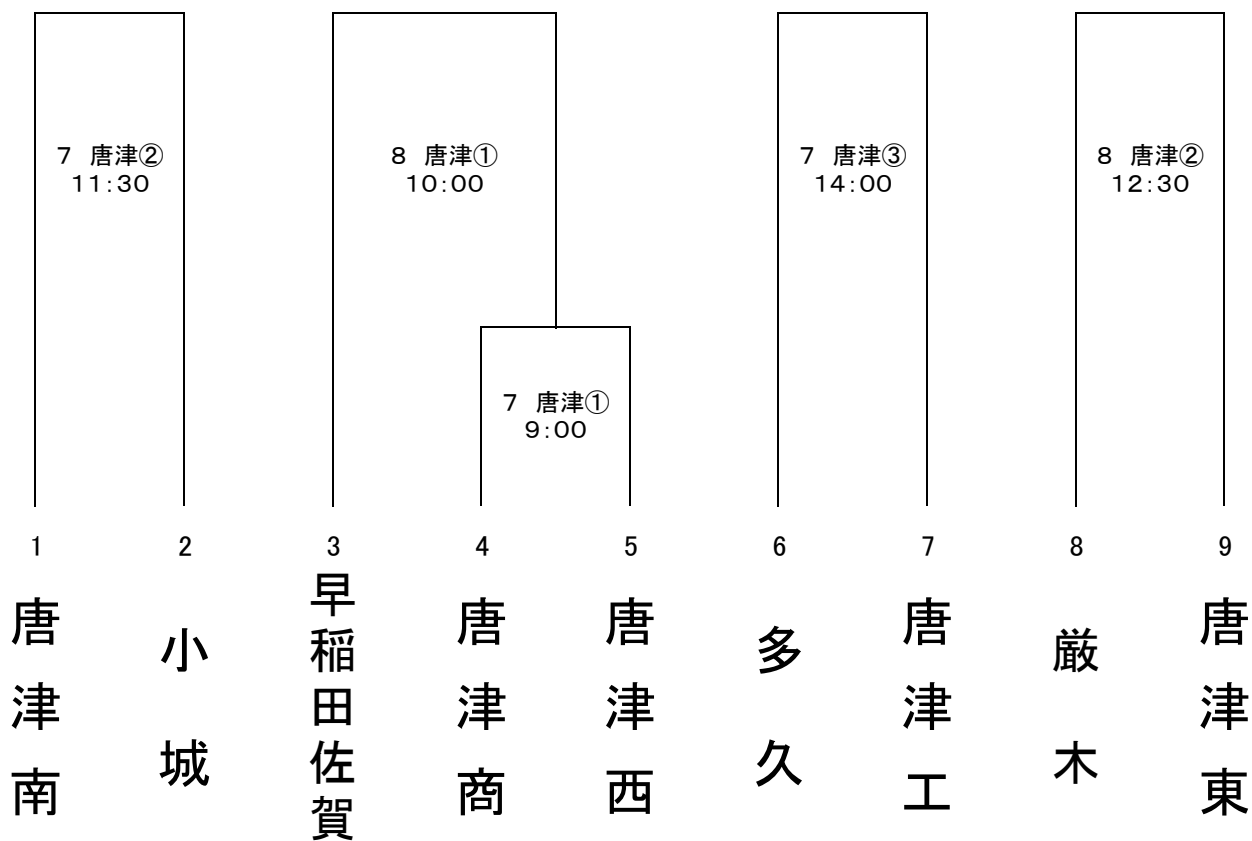 7 唐津②
11:30
8 唐津①
10:00
7 唐津③
14:00
8 唐津②
12:30
7 唐津①
9:00
1
2
3
4
5
6
7
8
9
唐津南
小城
早稲田佐賀
唐津商
唐津西
多久
唐津工
厳木
唐津東